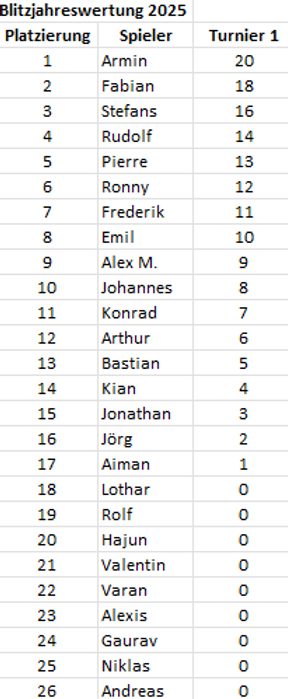 Blitzjahreswertung 2025
Platzierung Spieler Turnier 1
1 Armin 20
2 Fabian 18
3 Stefans 16
4 Rudolf 14
5 Pierre 13
6 Ronny 12
7 Frederik 11
8 Emil 10
9 Alex M. 9
10 Johannes 8
11 Konrad 7
12 Arthur 6
13 Bastian 5
14 Kian 4
15 Jonathan 3
16 Jörg 2
17 Aiman 1
18 Lothar 0
19 Rolf 0
20 Hajun 0
21 Valentin 0
22 Varan 0
23 Alexis 0
24 Gaurav 0
25 Niklas 0
26 Andreas 0